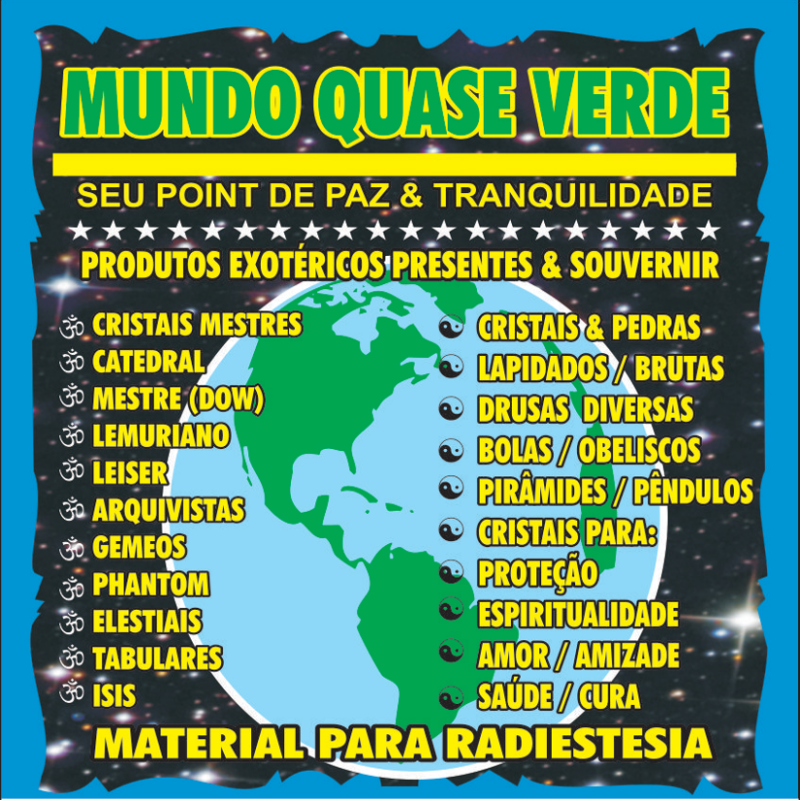 MUNDO QUASE VERDE
SEU POINT DE PAZ & TRANQUILIDADE
PRODUTOS EXOTÉRICOS PRESENTES & SOUVERNIR
CRISTAIS MESTRES
CATEDRAL
MESTRE (DOW)
LEMURIANO
LEISER
ARQUIVISTAS
GEMEOS
PHANTOM
ELESTIAIS
TABULARES
ISIS
CRISTAIS & PEDRAS
LAPIDADOS / BRUTAS
DRUSAS DIVERSAS
BOLAS / OBELISCOS
PIRÂMIDES / PÊNDULOS
CRISTAIS PARA:
PROTEÇÃO
ESPIRITUALIDADE
AMOR / AMIZADE
SAÚDE / CURA
MATERIAL PARA RADIESTESIA